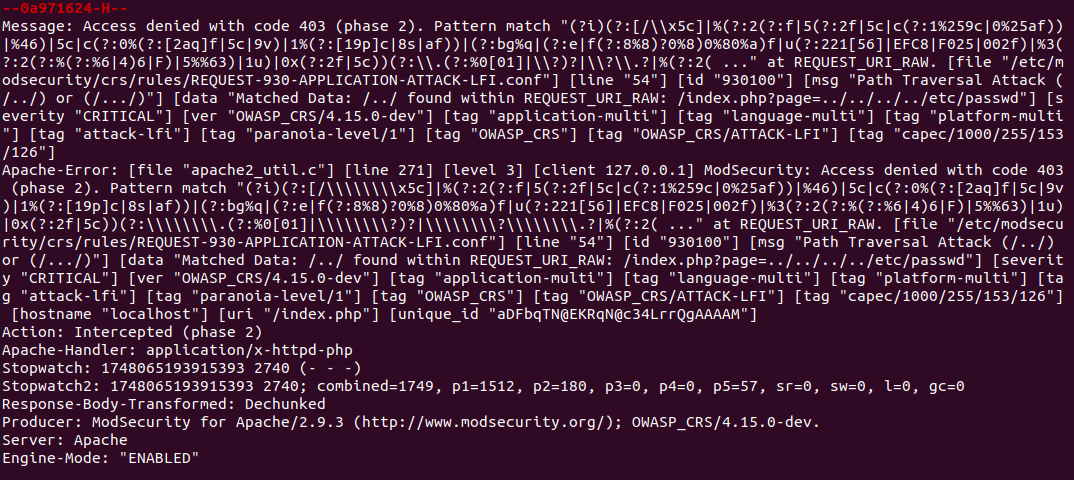 --0a971624-H--
Message: Access denied with code 403 (phase 2). Pattern match "(?i)(?:[/\\x5c]|%(?:2(?:f|5(?:2f|5c|c(?:1%259c|0%25af))
|%46)|5c|c(?:0%(?:[2aq]f|5c|9v)|1%(?:[19p]c|8s|af))|(?:bg%q|(?:e|f(?:8%8)?0%8)0%80%a)f|u(?:221[56]|EFC8|F025|002f)|%3
(?:2(?:%(?:%6|4)6|F)|5%%63)|1u)|0x(?:2f|5c))(?:\\.(?:%0[01]|\\?)?|\\?\\.?|%(?:2( ..." at REQUEST_URI_RAW. [file "/etc/m
odsecurity/crs/rules/REQUEST-930-APPLICATION-ATTACK-LFI.conf"] [line "54"] [id "930100"] [msg "Path Traversal Attack (
/../) or (/.../)"] [data "Matched Data: /../ found within REQUEST_URI_RAW: /index.php?page=../../../../etc/passwd"] [s
everity "CRITICAL"] [ver "OWASP_CRS/4.15.0-dev"] [tag "application-multi"] [tag "language-multi"] [tag "platform-multi
"] [tag "attack-lfi"] [tag "paranoia-level/1"] [tag "OWASP_CRS"] [tag "OWASP_CRS/ATTACK-LFI"] [tag "capec/1000/255/153
/126"]
Apache-Error: [file "apache2_util.c"] [line 271] [level 3] [client 127.0.0.1] ModSecurity: Access denied with code 403
 (phase 2). Pattern match "(?i)(?:[/\\\\\\\\x5c]|%(?:2(?:f|5(?:2f|5c|c(?:1%259c|0%25af))|%46)|5c|c(?:0%(?:[2aq]f|5c|9v
)|1%(?:[19p]c|8s|af))|(?:bg%q|(?:e|f(?:8%8)?0%8)0%80%a)f|u(?:221[56]|EFC8|F025|002f)|%3(?:2(?:%(?:%6|4)6|F)|5%%63)|1u)
|0x(?:2f|5c))(?:\\\\\\\\.(?:%0[01]|\\\\\\\\?)?|\\\\\\\\?\\\\\\\\.?|%(?:2( ..." at REQUEST_URI_RAW. [file "/etc/modsecu
rity/crs/rules/REQUEST-930-APPLICATION-ATTACK-LFI.conf"] [line "54"] [id "930100"] [msg "Path Traversal Attack (/../)
or (/.../)"] [data "Matched Data: /../ found within REQUEST_URI_RAW: /index.php?page=../../../../etc/passwd"] [severit
y "CRITICAL"] [ver "OWASP_CRS/4.15.0-dev"] [tag "application-multi"] [tag "language-multi"] [tag "platform-multi"] [ta
g "attack-lfi"] [tag "paranoia-level/1"] [tag "OWASP_CRS"] [tag "OWASP_CRS/ATTACK-LFI"] [tag "capec/1000/255/153/126"]
 [hostname "localhost"] [uri "/index.php"] [unique_id "aDFbqTN@EKRqN@c34LrrQgAAAAM"]
Action: Intercepted (phase 2)
Apache-Handler: application/x-httpd-php
Stopwatch: 1748065193915393 2740 (- - -)
Stopwatch2: 1748065193915393 2740; combined=1749, p1=1512, p2=180, p3=0, p4=0, p5=57, sr=0, sw=0, l=0, gc=0
Response-Body-Transformed: Dechunked
Producer: ModSecurity for Apache/2.9.3 (http://www.modsecurity.org/); OWASP_CRS/4.15.0-dev.
Server: Apache
Engine-Mode: "ENABLED"